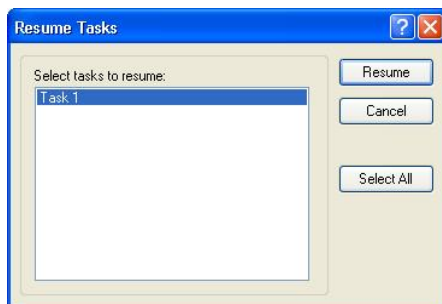 Resume Tasks
Select tasks to resume:
Task 1
Resume
Cancel
Select All